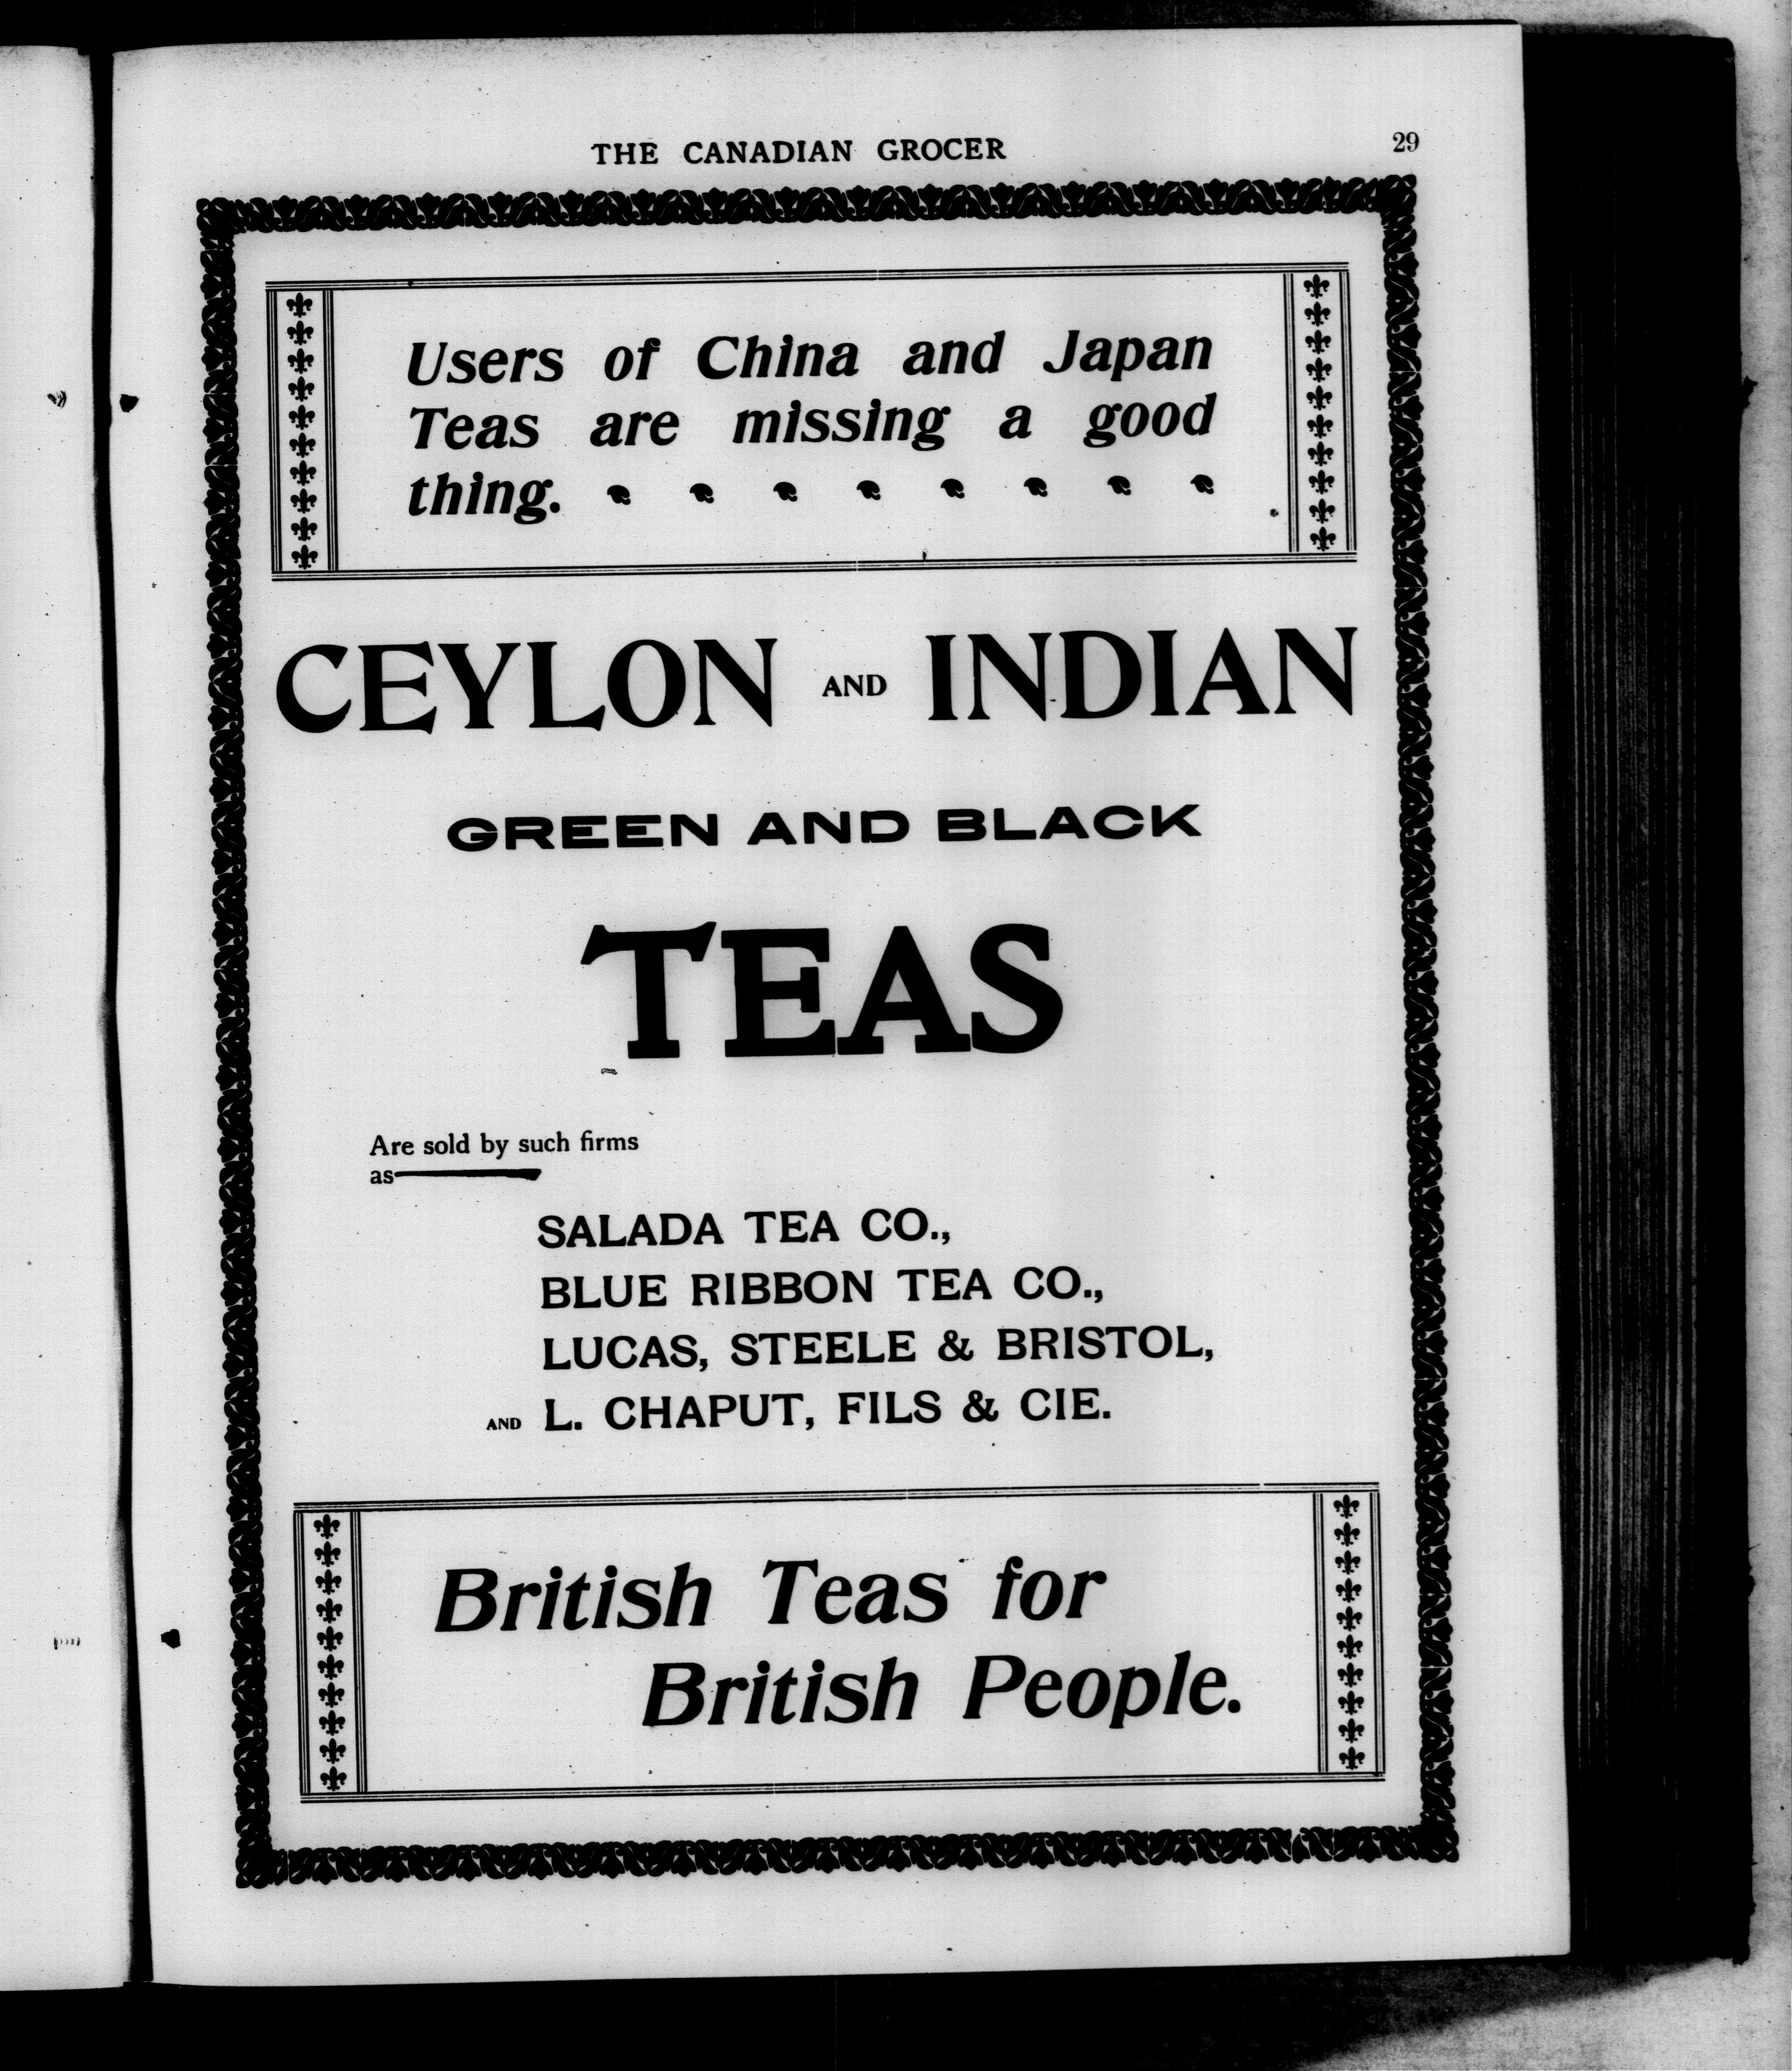 THE CANADIAN GROCER
29
Users of China and Japan
Teas are missing a good
thing.
CEYLON AND INDIAN
GREEN AND BLACK
TEAS
Are sold by such firms
as
SALADA TEA CO.,
BLUE RIBBON TEA CO.,
LUCAS, STEELE & BRISTOL,
AND L. CHAPUT, FILS & CIE.
British Teas for
British People.